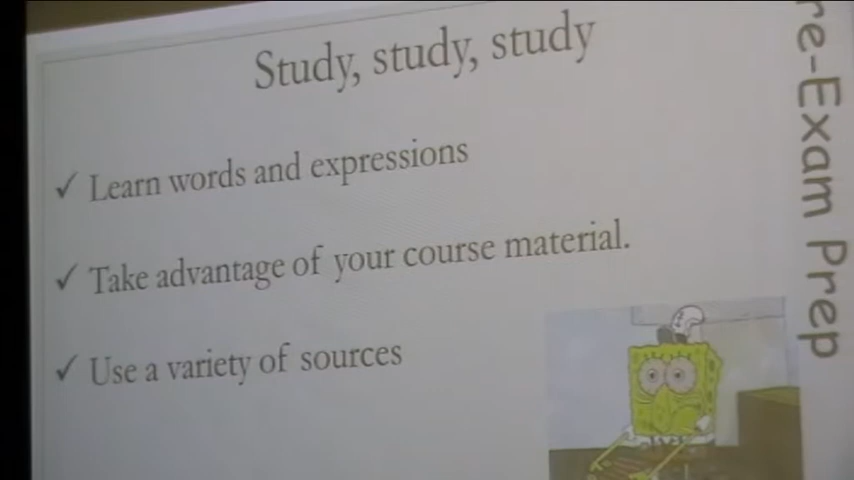 Study, study, study
✓ Learn words and expressions
✓ Take advantage of your course material.
✓ Use a variety of sources
re-Exam Prep